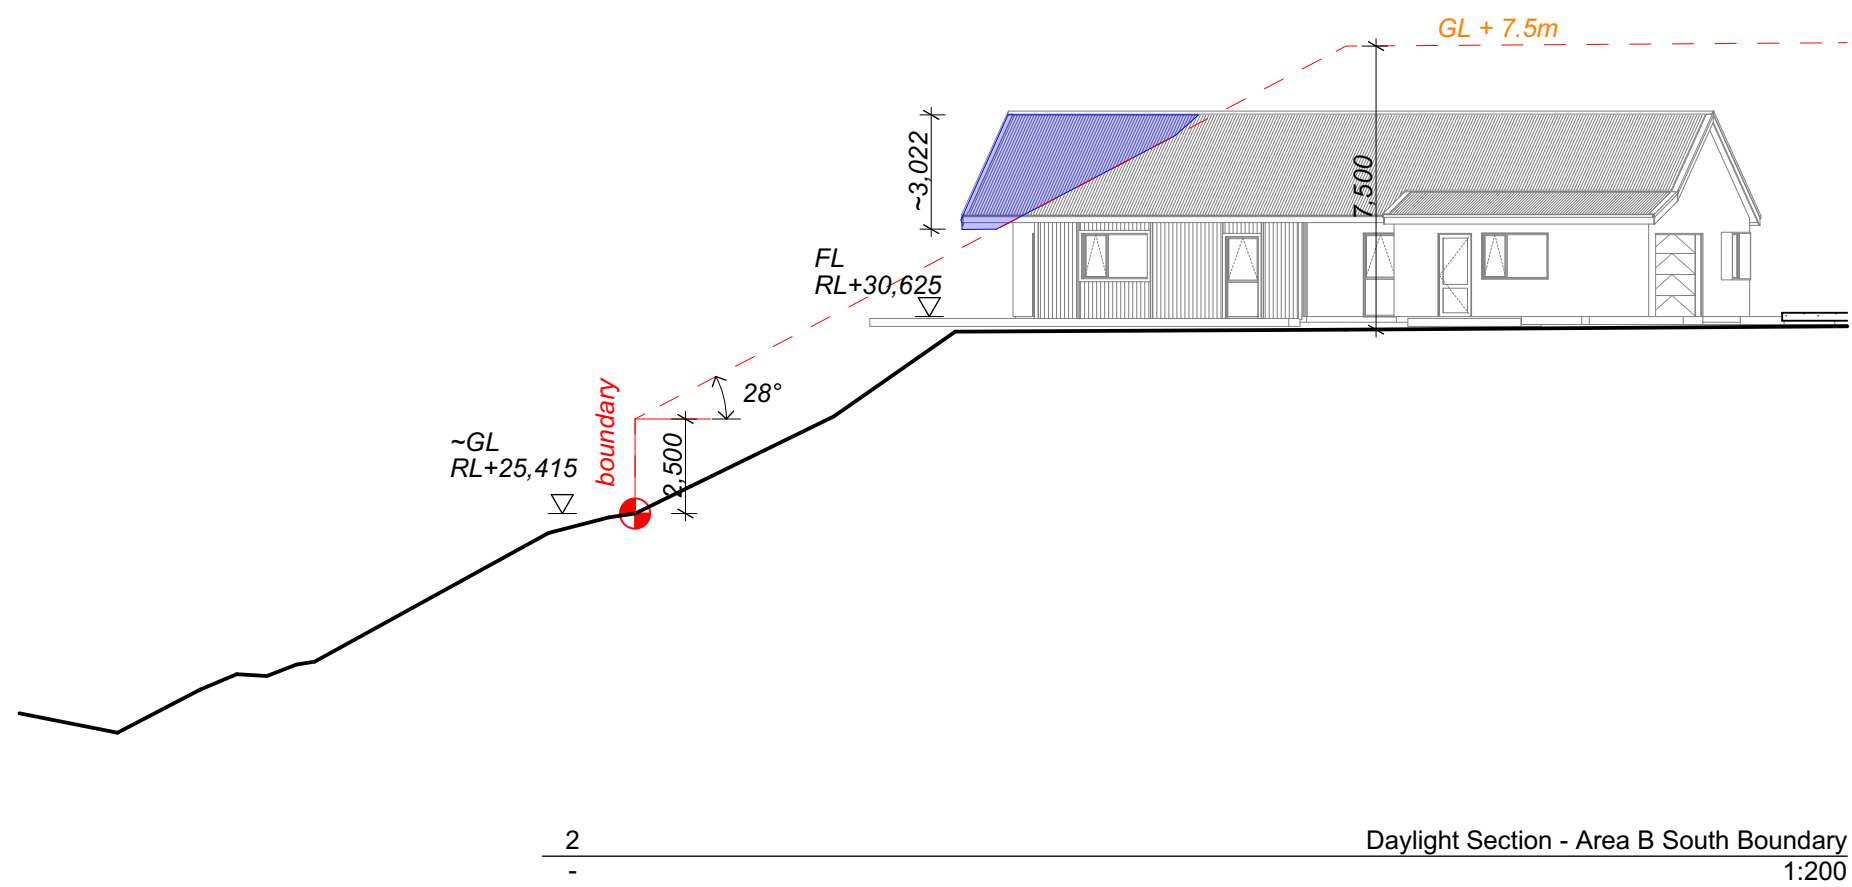 GL + 7.5m
~3,022
7,500
FL
RL+30,625
28°
boundary
2,500
~GL
RL+25,415
2
Daylight Section - Area B South Boundary
-
1:200